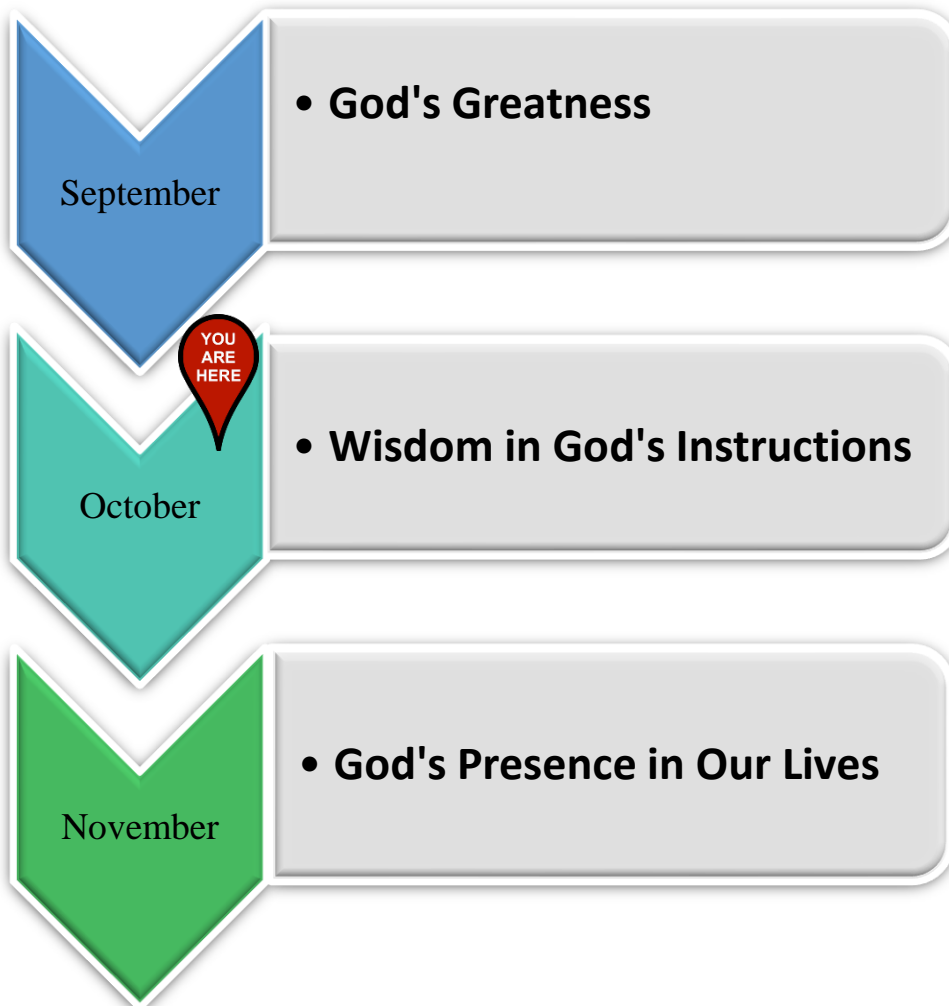 • God's Greatness
September
YOU
ARE
HERE
• Wisdom in God's Instructions
October
• God's Presence in Our Lives
November